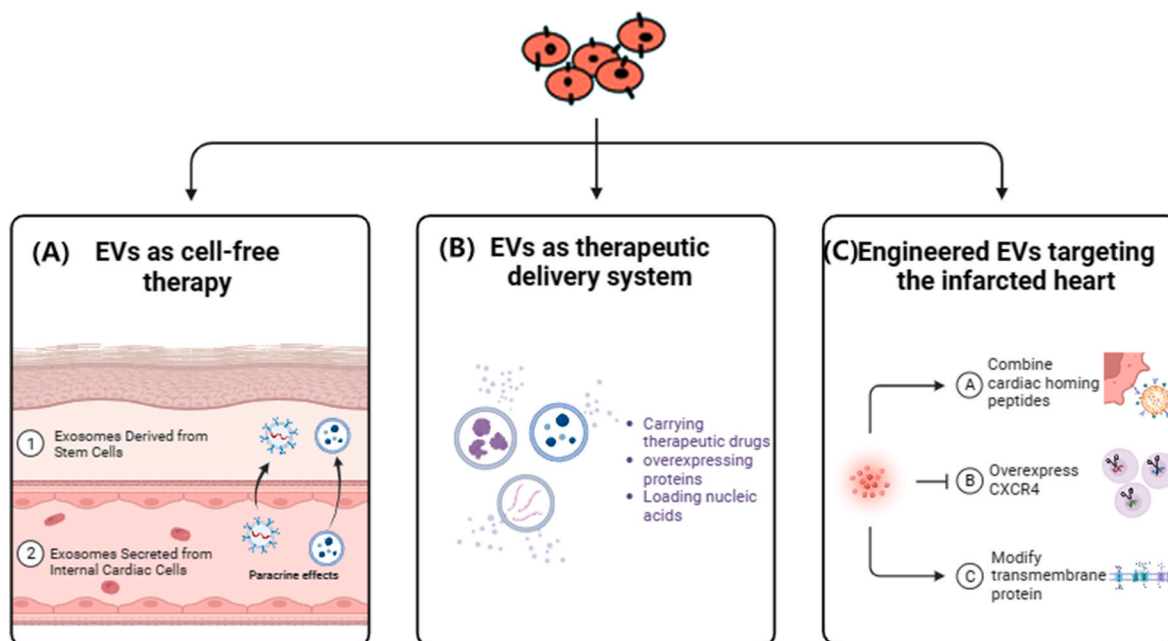 (A) EVs as cell-free
therapy
1 Exosomes Derived from
Stem Cells
2 Exosomes Secreted from
Internal Cardiac Cells
Paracrine effects
(B) EVs as therapeutic
delivery system
• Carrying
therapeutic drugs
• overexpressing
proteins
• Loading nucleic
acids
(C)Engineered EVs targeting
the infarcted heart
A Combine
cardiac homing
peptides
B Overexpress
CXCR4
C Modify
transmembrane
protein